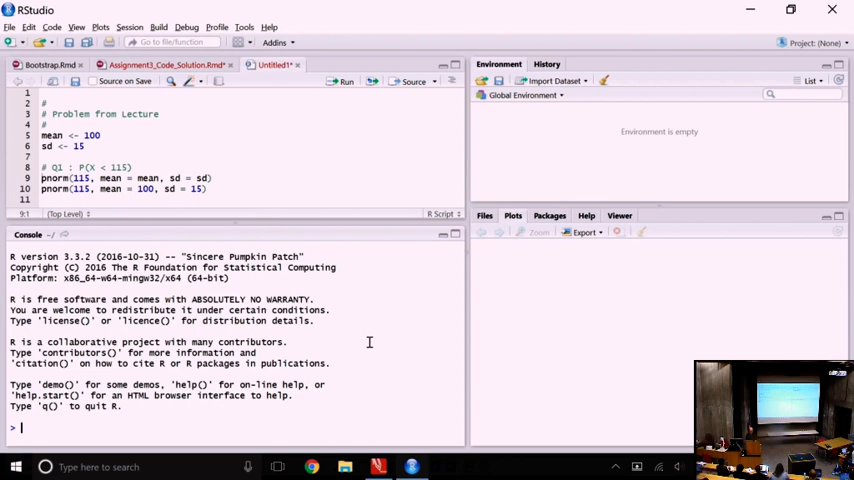 RStudio
File Edit Code View Plots Session Build Debug Profile Tools Help
Go to file/function
Addins
Project: (None)
Bootstrap.Rmd
Assignment3_Code_Solution.Rmd*
Untitled1*
Source on Save
Run
Source
1
2 #
3 # Problem from Lecture
4 #
5 mean <- 100
6 sd <- 15
7
8 # Q1 : P(X < 115)
9 pnorm(115, mean = mean, sd = sd)
10 pnorm(115, mean = 100, sd = 15)
11
9:1 (Top Level) R Script
Console ~/
R version 3.3.2 (2016-10-31) -- "Sincere Pumpkin Patch"
Copyright (C) 2016 The R Foundation for Statistical Computing
Platform: x86_64-w64-mingw32/x64 (64-bit)
R is free software and comes with ABSOLUTELY NO WARRANTY.
You are welcome to redistribute it under certain conditions.
Type 'license()' or 'licence()' for distribution details.
R is a collaborative project with many contributors.
Type 'contributors()' for more information and
'citation()' on how to cite R or R packages in publications.
Type 'demo()' for some demos, 'help()' for on-line help, or
'help.start()' for an HTML browser interface to help.
Type 'q()' to quit R.
>
Environment History
Import Dataset
List
Global Environment
Environment is empty
Files Plots Packages Help Viewer
Zoom Export
Type here to search